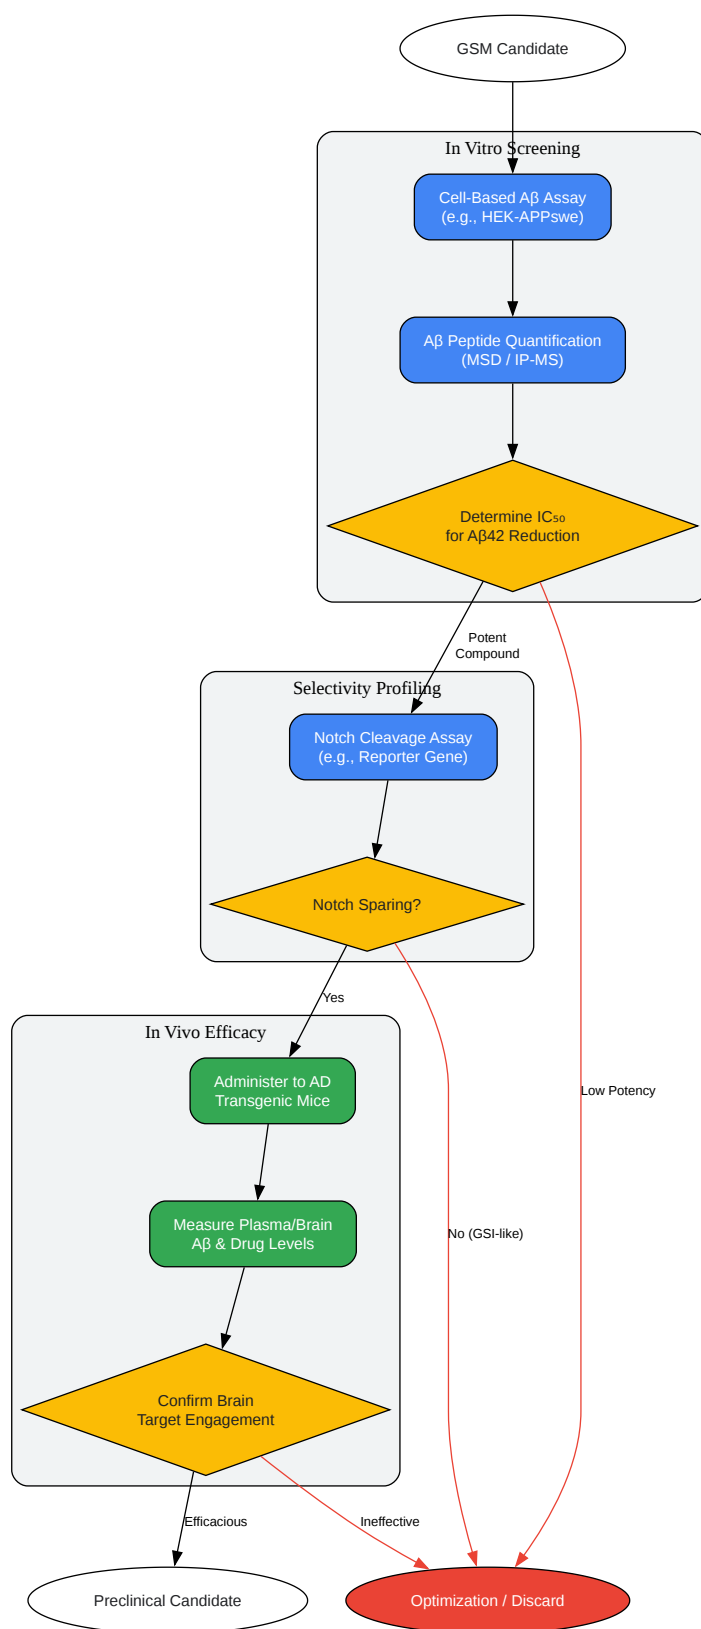 GSM Candidate
In Vitro Screening
Cell-Based Aβ Assay
(e.g., HEK-APPswe)
Aβ Peptide Quantification
(MSD / IP-MS)
Determine IC₅₀
for Aβ42 Reduction
Potent
Compound
Selectivity Profiling
Notch Cleavage Assay
(e.g., Reporter Gene)
Notch Sparing?
Yes
In Vivo Efficacy
Administer to AD
Transgenic Mice
Low Potency
Measure Plasma/Brain
Aβ & Drug Levels
No (GSI-like)
Confirm Brain
Target Engagement
Efficacious
Ineffective
Preclinical Candidate
Optimization / Discard